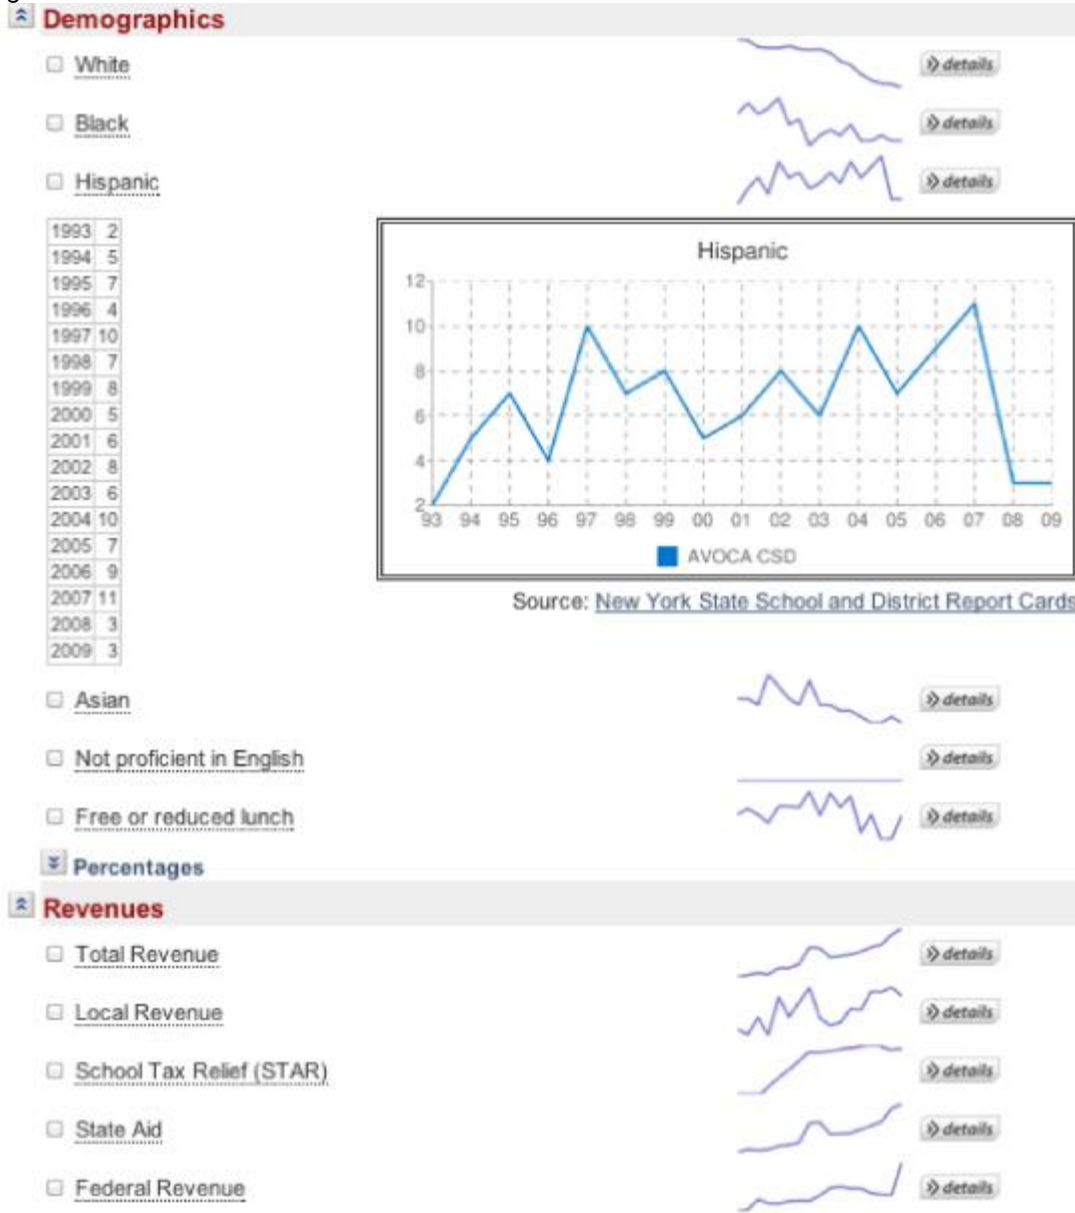 Demographics
White details
Black details
Hispanic details
1993 2
1994 5
1995 7
1996 4
1997 10
1998 7
1999 8
2000 5
2001 6
2002 8
2003 6
2004 10
2005 7
2006 9
2007 11
2008 3
2009 3
Hispanic
12
10
8
6
4
2
93 94 95 96 97 98 99 00 01 02 03 04 05 06 07 08 09
AVOCA CSD
Source: New York State School and District Report Cards
Asian details
Not proficient in English details
Free or reduced lunch details
Percentages
Revenues
Total Revenue details
Local Revenue details
School Tax Relief (STAR) details
State Aid details
Federal Revenue details